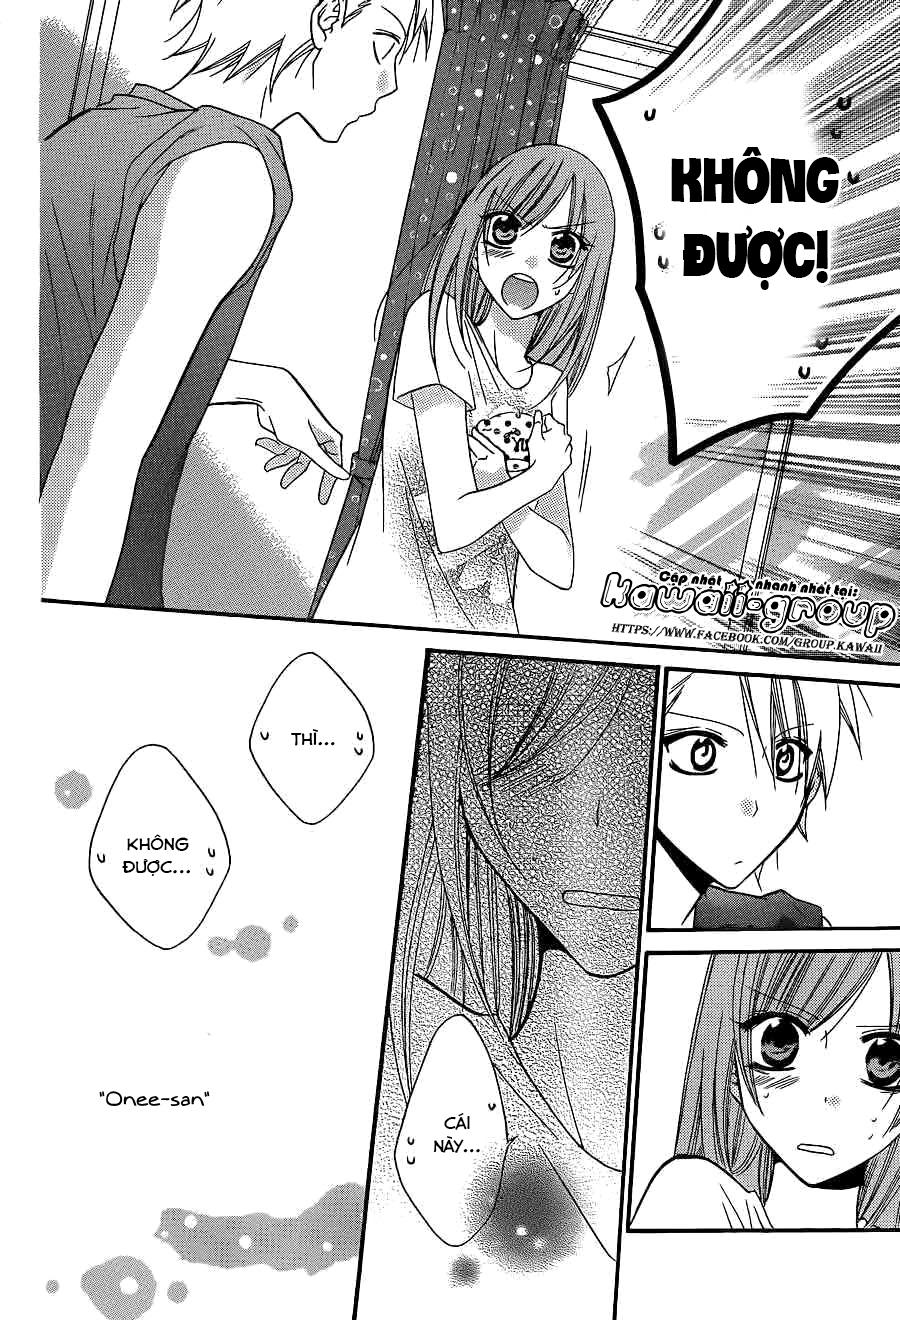 KHÔNG
ĐƯỢC!
Cập nhật nhanh nhất tại:
kawaii-group
HTTPS://WWW.FACEBOOK.COM/GROUP.KAWAII
CÁI
NÀY...
THÌ...
KHÔNG
ĐƯỢC...
"Onee-san"